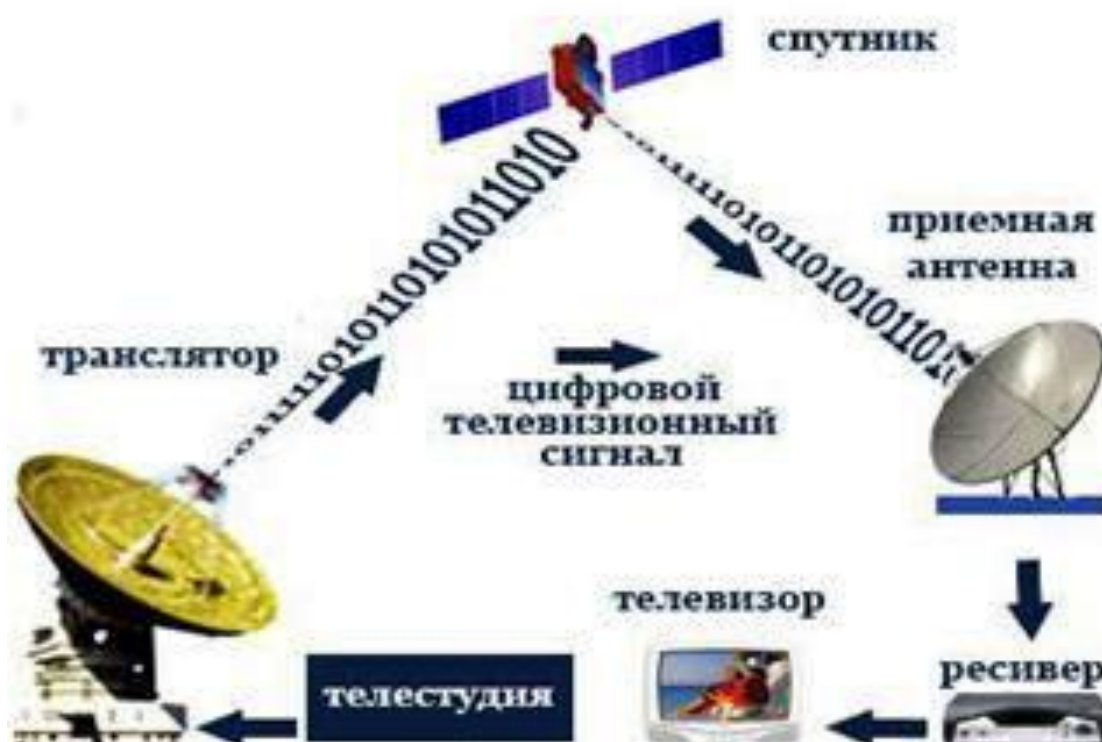 спутник
приемная
антенна
транслятор
цифровой
телевизионный
сигнал
телевизор
ресивер
телестудия